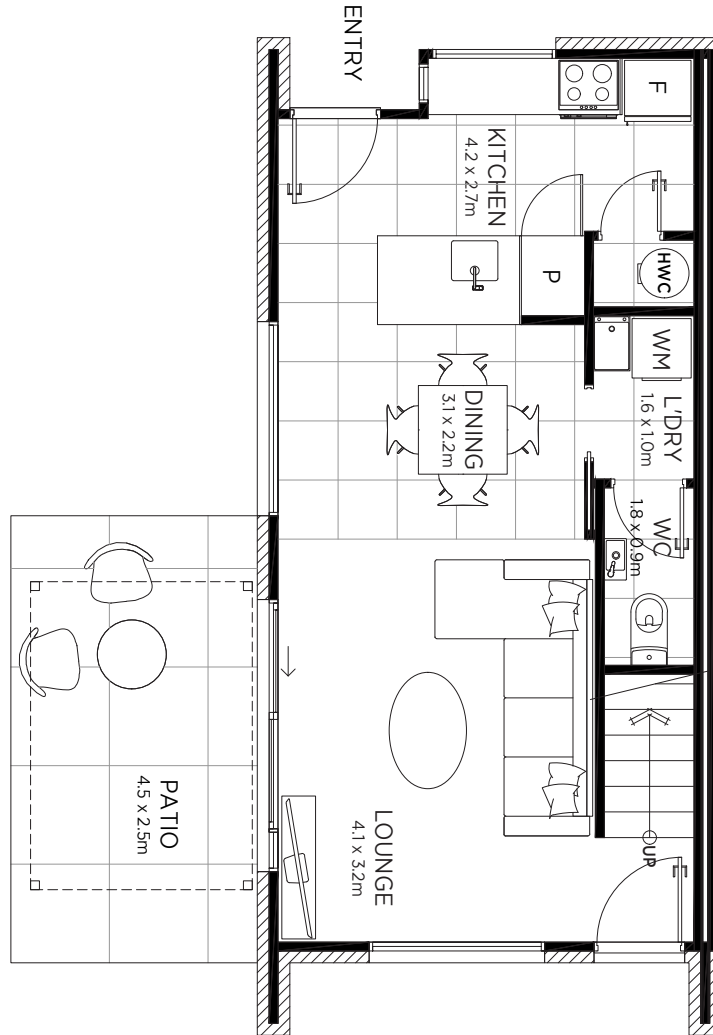 ENTRY
F
KITCHEN
4.2 x 2.7m
HWC
P
WM
L'DRY
1.6 x 1.0m
DINING
3.1 x 2.2m
WC
1.8 x 0.9m
UP
PATIO
4.5 x 2.5m
LOUNGE
4.1 x 3.2m